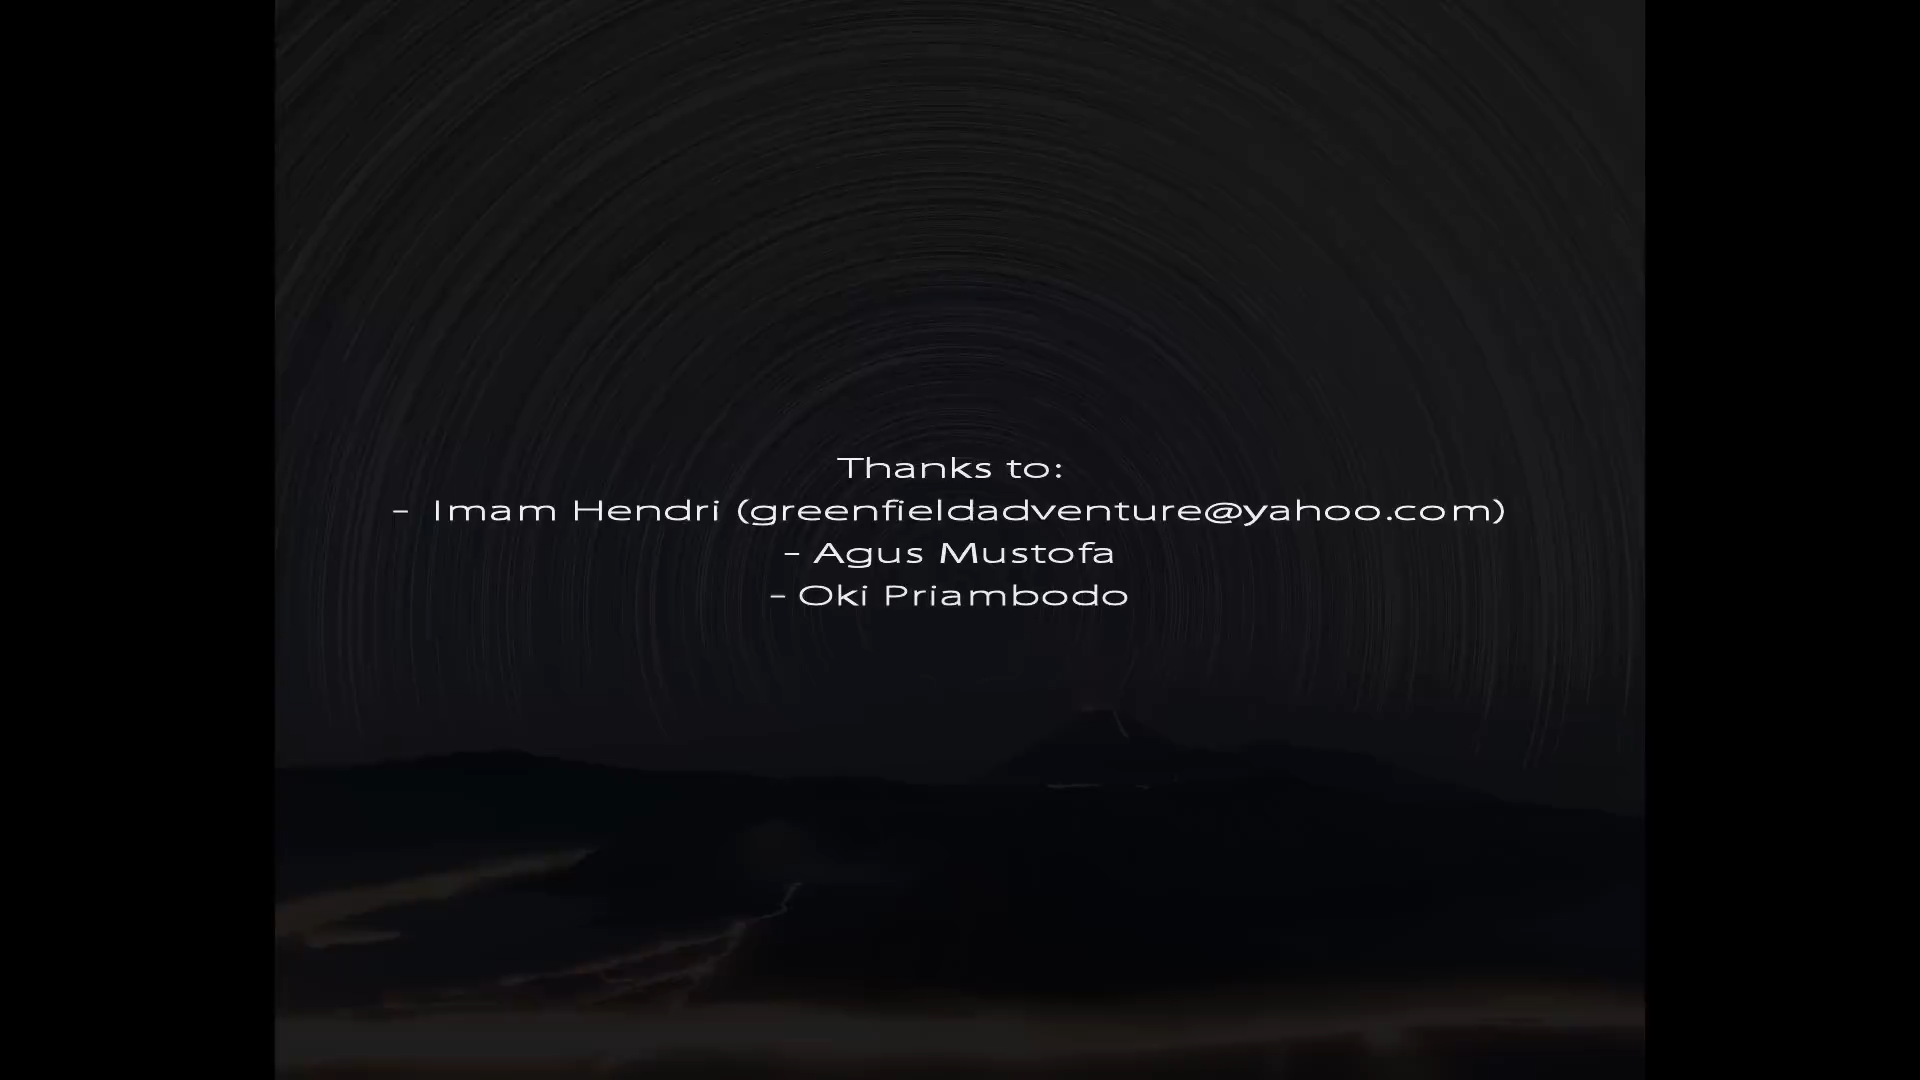 Thanks to:
- Imam Hendri (greenfieldadventure@yahoo.com)
- Agus Mustofa
- Oki Priambodo